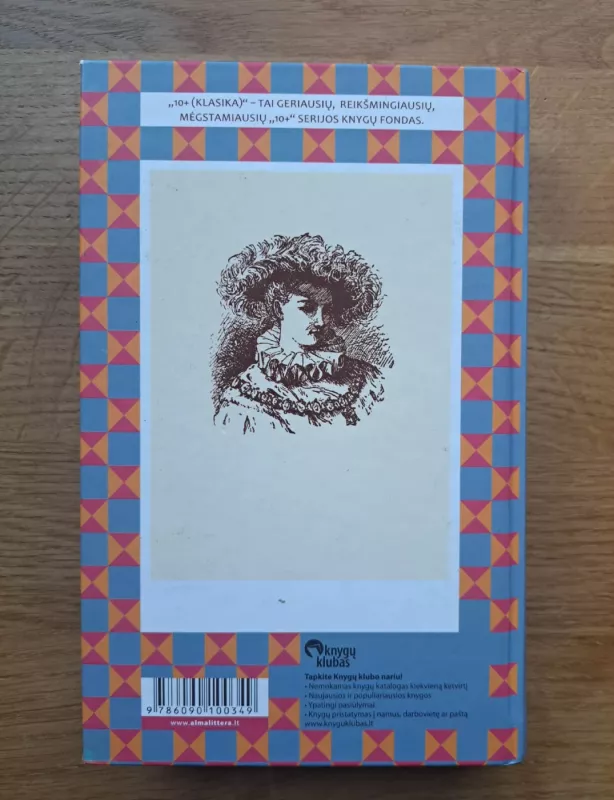 „10+ (KLASIKA)“ – TAI GERIAUSIŲ, REIKŠMINGIAUSIŲ,
MĖGSTAMIAUSIŲ „10+“ SERIJOS KNYGŲ FONDAS.
knygų
klubas
Tapkite Knygų klubo nariu!
• Nemokamas knygų katalogas kiekvieną ketvirtį
• Naujausios ir populiariausios knygos
• Ypatingi pasiūlymai
• Knygų pristatymas į namus, darbovietę ar paštą
www.knyguklubas.lt
9 786090 100349
www.almalittera.lt